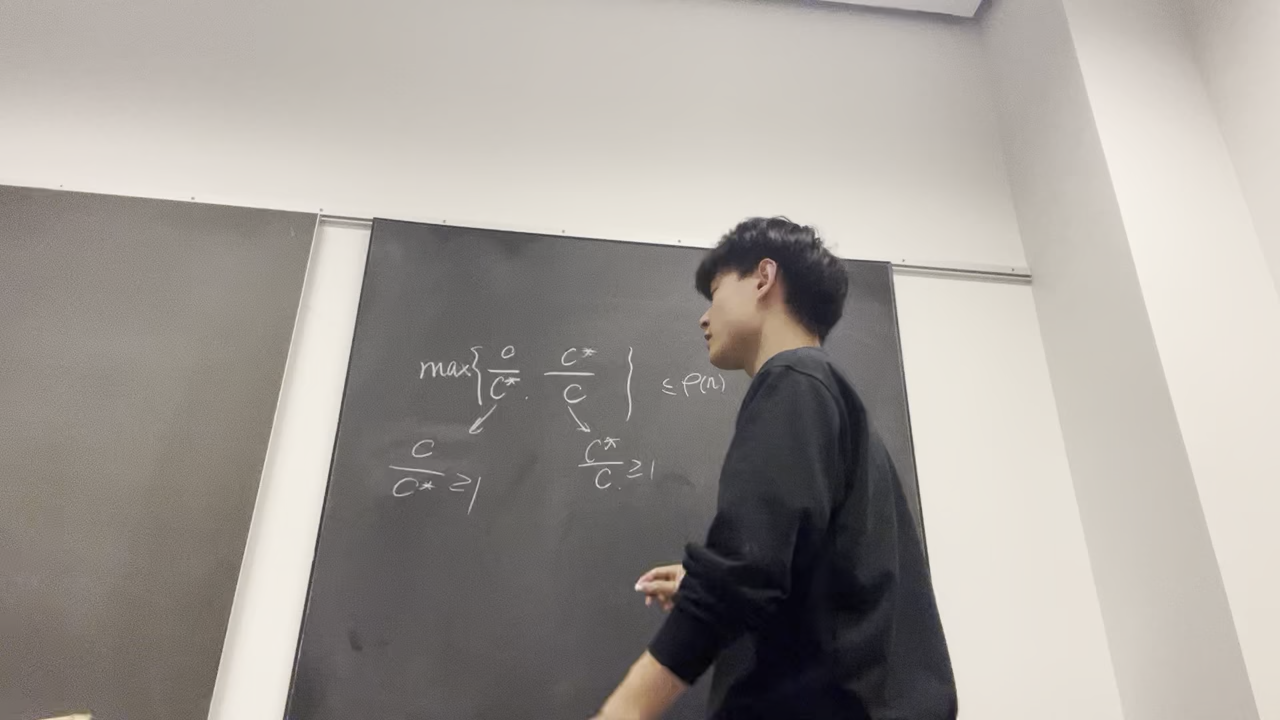 max{ C/C*, C*/C } ≤ ρ(n)
C/C* ≥ 1    C*/C ≥ 1